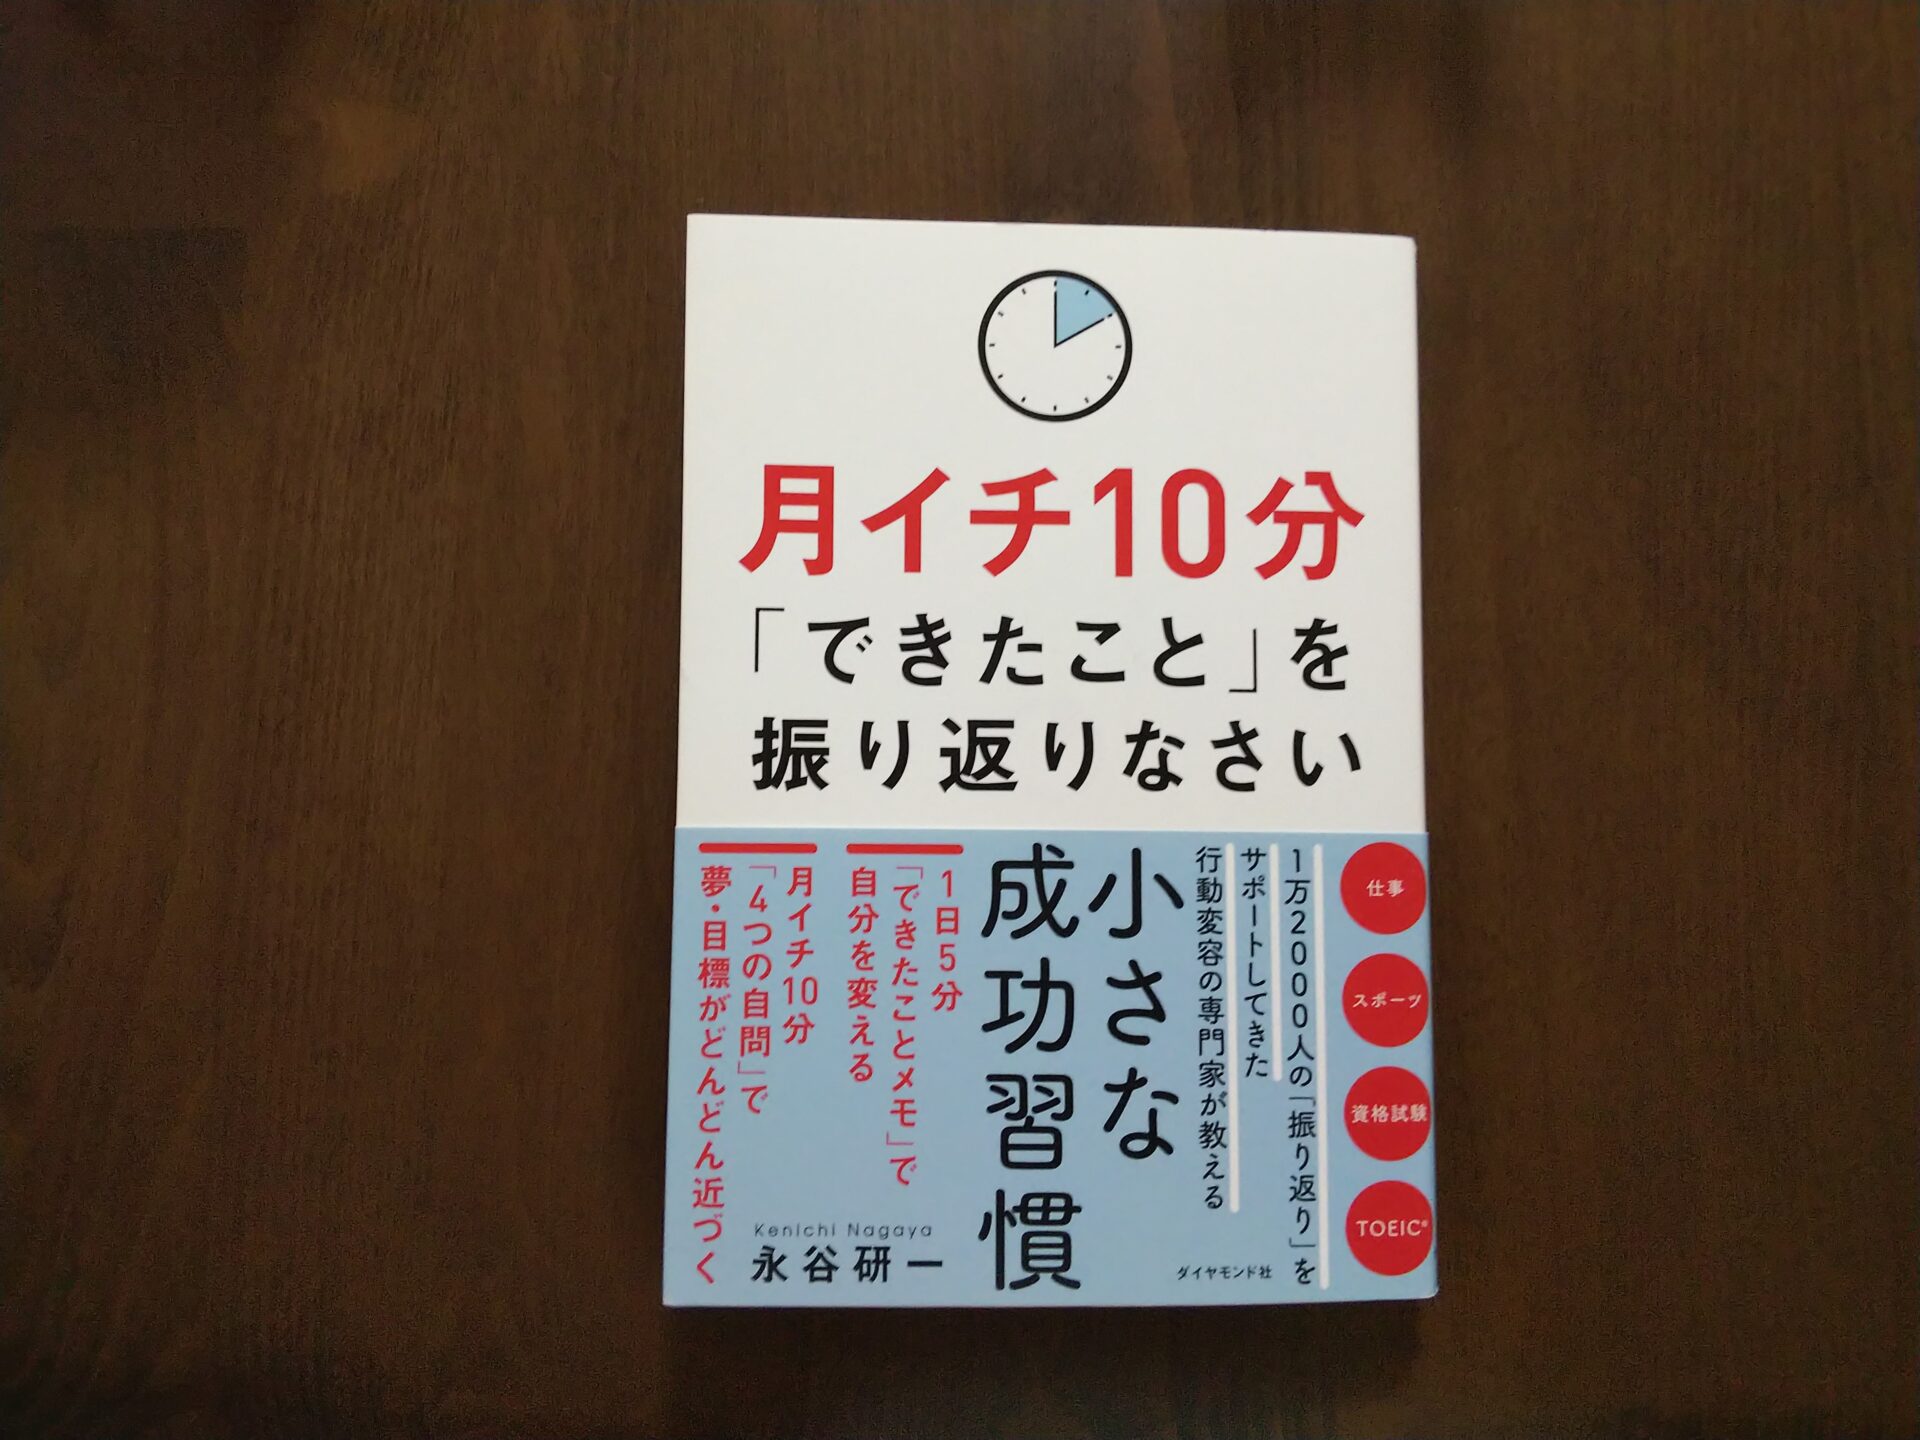 月イチ10分
「できたこと」を
振り返りなさい
仕事
スポーツ
資格試験
TOEIC®
1万2000人の「振り返り」を
サポートしてきた
行動変容の専門家が教える
小さな
成功習慣
1日5分
「できたことメモ」で
自分を変える
月イチ10分
「4つの自問」で
夢・目標がどんどん近づく
Kenichi Nagaya
永谷研一
ダイヤモンド社